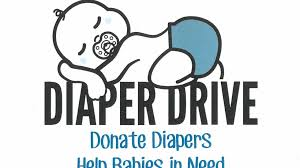 DIAPER DRIVE
Donate Diapers
Help Babies in Need